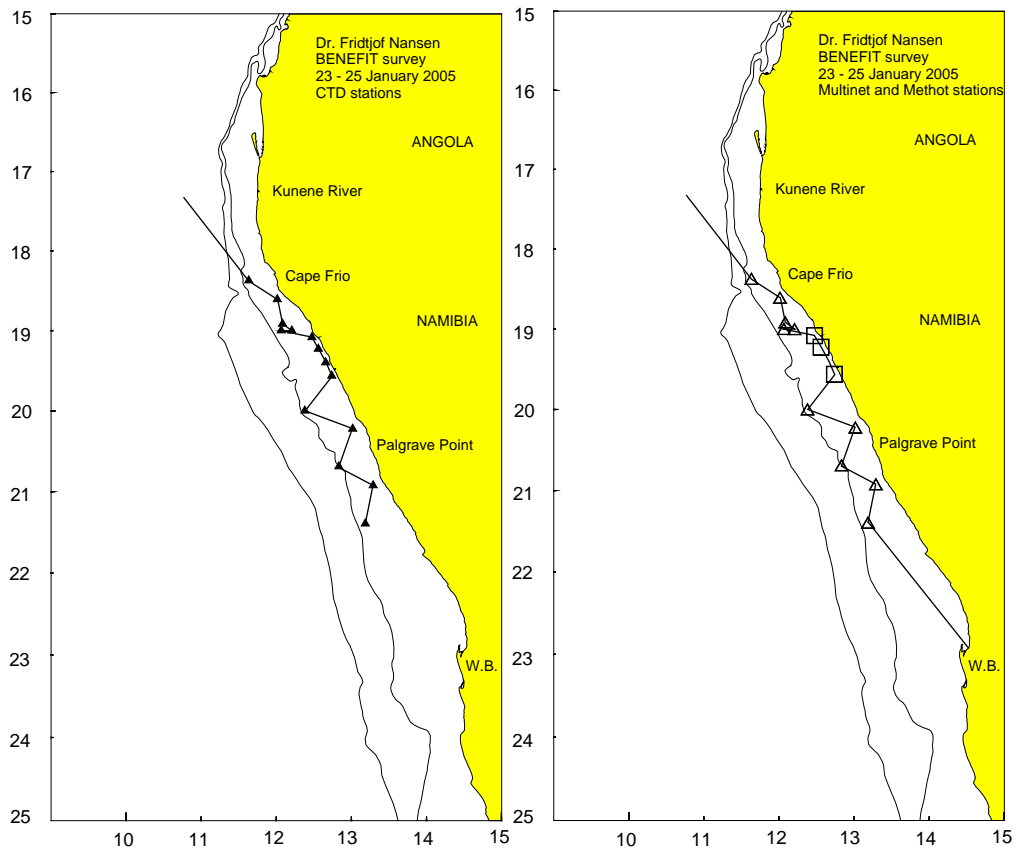 15
Dr. Fridtjof Nansen
BENEFIT survey
23 - 25 January 2005
CTD stations
16
ANGOLA
17
Kunene River
18
Cape Frio
19
NAMIBIA
20
Palgrave Point
21
22
23
W.B.
24
25
10 11 12 13 14 15
15
Dr. Fridtjof Nansen
BENEFIT survey
23 - 25 January 2005
Multinet and Methot stations
16
ANGOLA
17
Kunene River
18
Cape Frio
19
NAMIBIA
20
Palgrave Point
21
22
23
W.B.
24
25
10 11 12 13 14 15